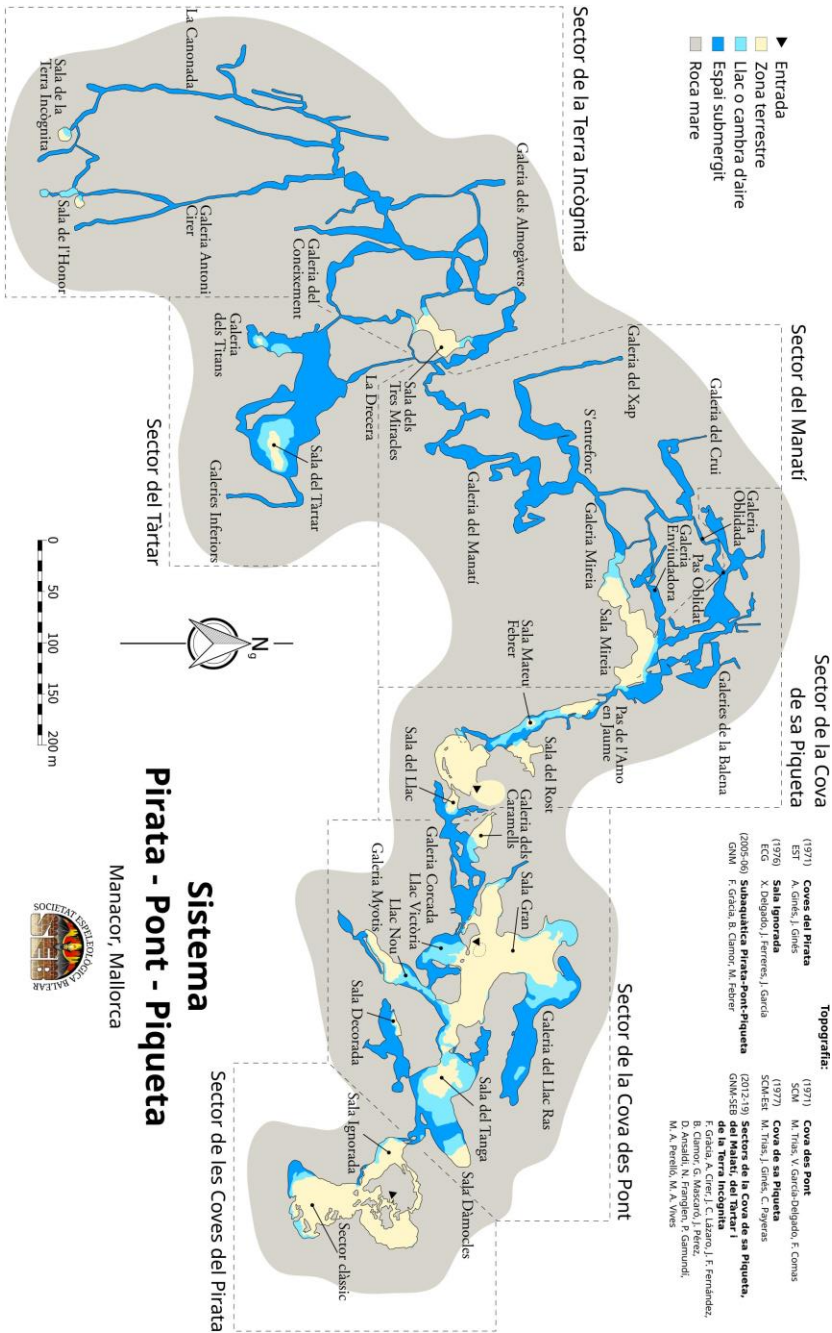 Entrada
Zona terrestre
Llac o cambra d'aire
Espai submergit
Roca mare
Sector de la Terra Incògnita
La Canonada
Sala de la
Terra Incògnita
Sala de l'Honor
Galeria Antoni
Cirer
Galeria dels Almogàvers
Galeria del
Coneixement
Galeria
dels Titans
La Drecera
Sala dels
Tres Miracles
Sala del Tàrtar
Galeries Inferiors
Sector del Tàrtar
Sector del Manatí
Galeria del Xap
S'entreforc
Galeria del Manatí
Galeria del Crui
Galeria
Oblidada
Pas Oblidat
Galeria
Enviudadora
Galeria Mireia
Sala Mireia
Galeries de la Balena
Sector de la Cova
de sa Piqueta
Pas de l'Amo
en Jaume
Sala Mateu
Febrer
Sala del Rost
Sala del Llac
Galeria dels
Caramells
Galeria Corcada
Llac Victòria
Llac Nou
Galeria Myotis
Sala Gran
Galeria del Llac Ras
Sala Decorada
Sala del Tanga
Sala Dàmocles
Sector de la Cova des Pont
Sala Ignorada
Sector clàssic
Sector de les Coves del Pirata
Ng
0 50 100 150 200 m
Sistema
Pirata - Pont - Piqueta
Manacor, Mallorca
SOCIETAT ESPELEOLÒGICA BALEAR
SEB
Topografia:
(1971) Coves del Pirata
EST A. Ginés, J. Ginés
(1976) Sala Ignorada
ECG X. Delgado, J. Ferreres, J. García
(2005-06) Subaquàtica Pirata-Pont-Piqueta
GNM F. Gràcia, B. Clamor, M. Febrer
(1971) Cova des Pont
SCM M. Trias, V. García-Delgado, F. Comas
(1977) Cova de sa Piqueta
SCM-Est M. Trias, J. Ginés, C. Payeras
(2012-19) Sectors de la Cova de sa Piqueta,
GNM-SEB del Malatí, del Tàrtar i
de la Terra Incògnita
F. Gràcia, A. Cirer, J. C. Lázaro, J. F. Fernández,
B. Clamor, G. Mascaró, J. Pérez,
D. Ansaldi, N. Franglen, P. Gamundí,
M. A. Perelló, M. A. Vives